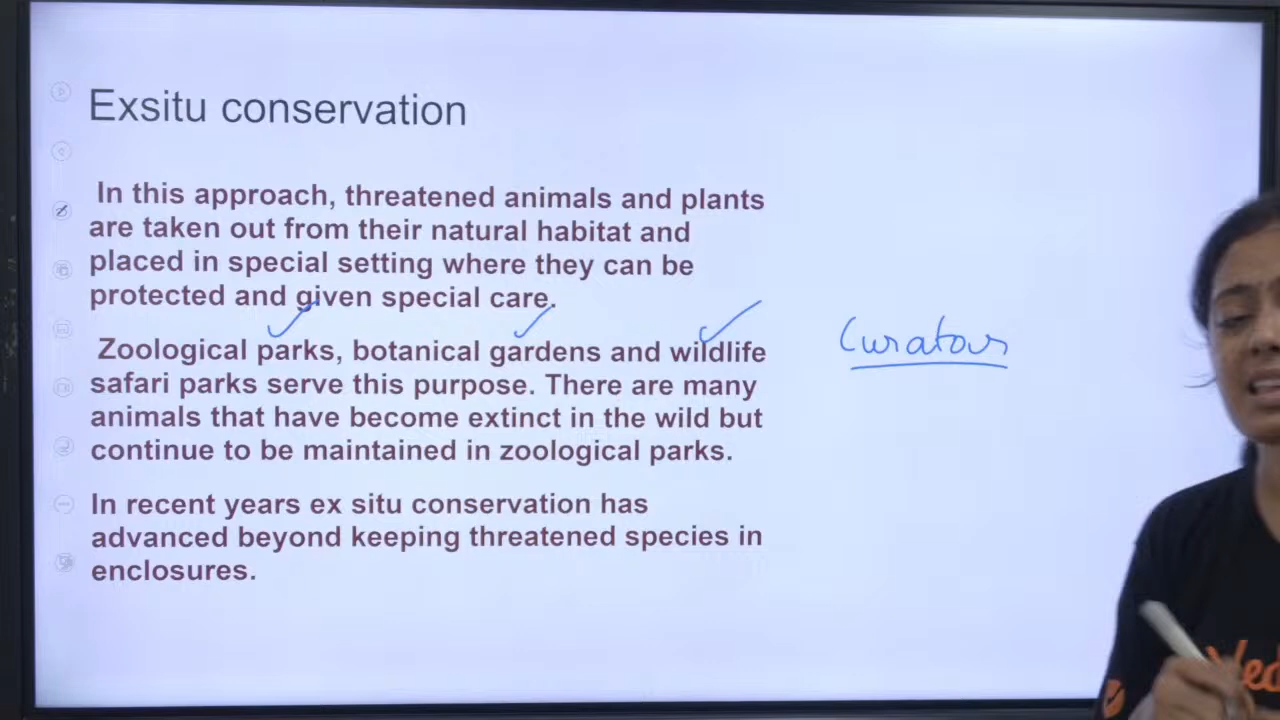 Exsitu conservation
In this approach, threatened animals and plants
are taken out from their natural habitat and
placed in special setting where they can be
protected and given special care.
Zoological parks, botanical gardens and wildlife
safari parks serve this purpose. There are many
animals that have become extinct in the wild but
continue to be maintained in zoological parks.
Curators
In recent years ex situ conservation has
advanced beyond keeping threatened species in
enclosures.